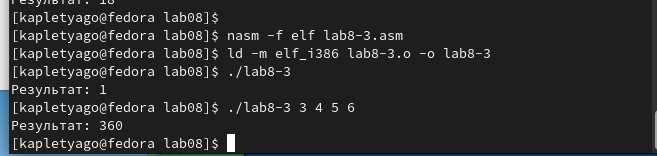 Результат: 18
[kapletyago@fedora lab08]$
[kapletyago@fedora lab08]$ nasm -f elf lab8-3.asm
[kapletyago@fedora lab08]$ ld -m elf_i386 lab8-3.o -o lab8-3
[kapletyago@fedora lab08]$ ./lab8-3
Результат: 1
[kapletyago@fedora lab08]$ ./lab8-3 3 4 5 6
Результат: 360
[kapletyago@fedora lab08]$